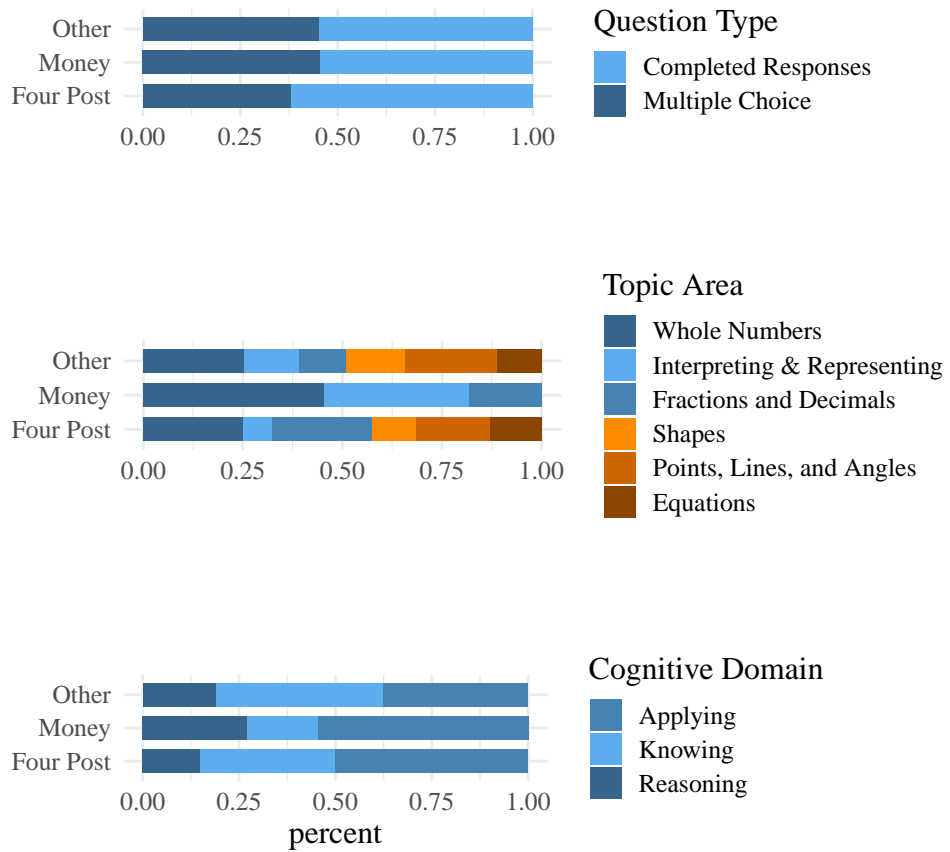 Question Type
Other
Money
Four Post
Completed Responses
Multiple Choice
0.00 0.25 0.50 0.75 1.00
Topic Area
Other
Money
Four Post
Whole Numbers
Interpreting & Representing
Fractions and Decimals
Shapes
Points, Lines, and Angles
Equations
0.00 0.25 0.50 0.75 1.00
Cognitive Domain
Other
Money
Four Post
Applying
Knowing
Reasoning
0.00 0.25 0.50 0.75 1.00
percent